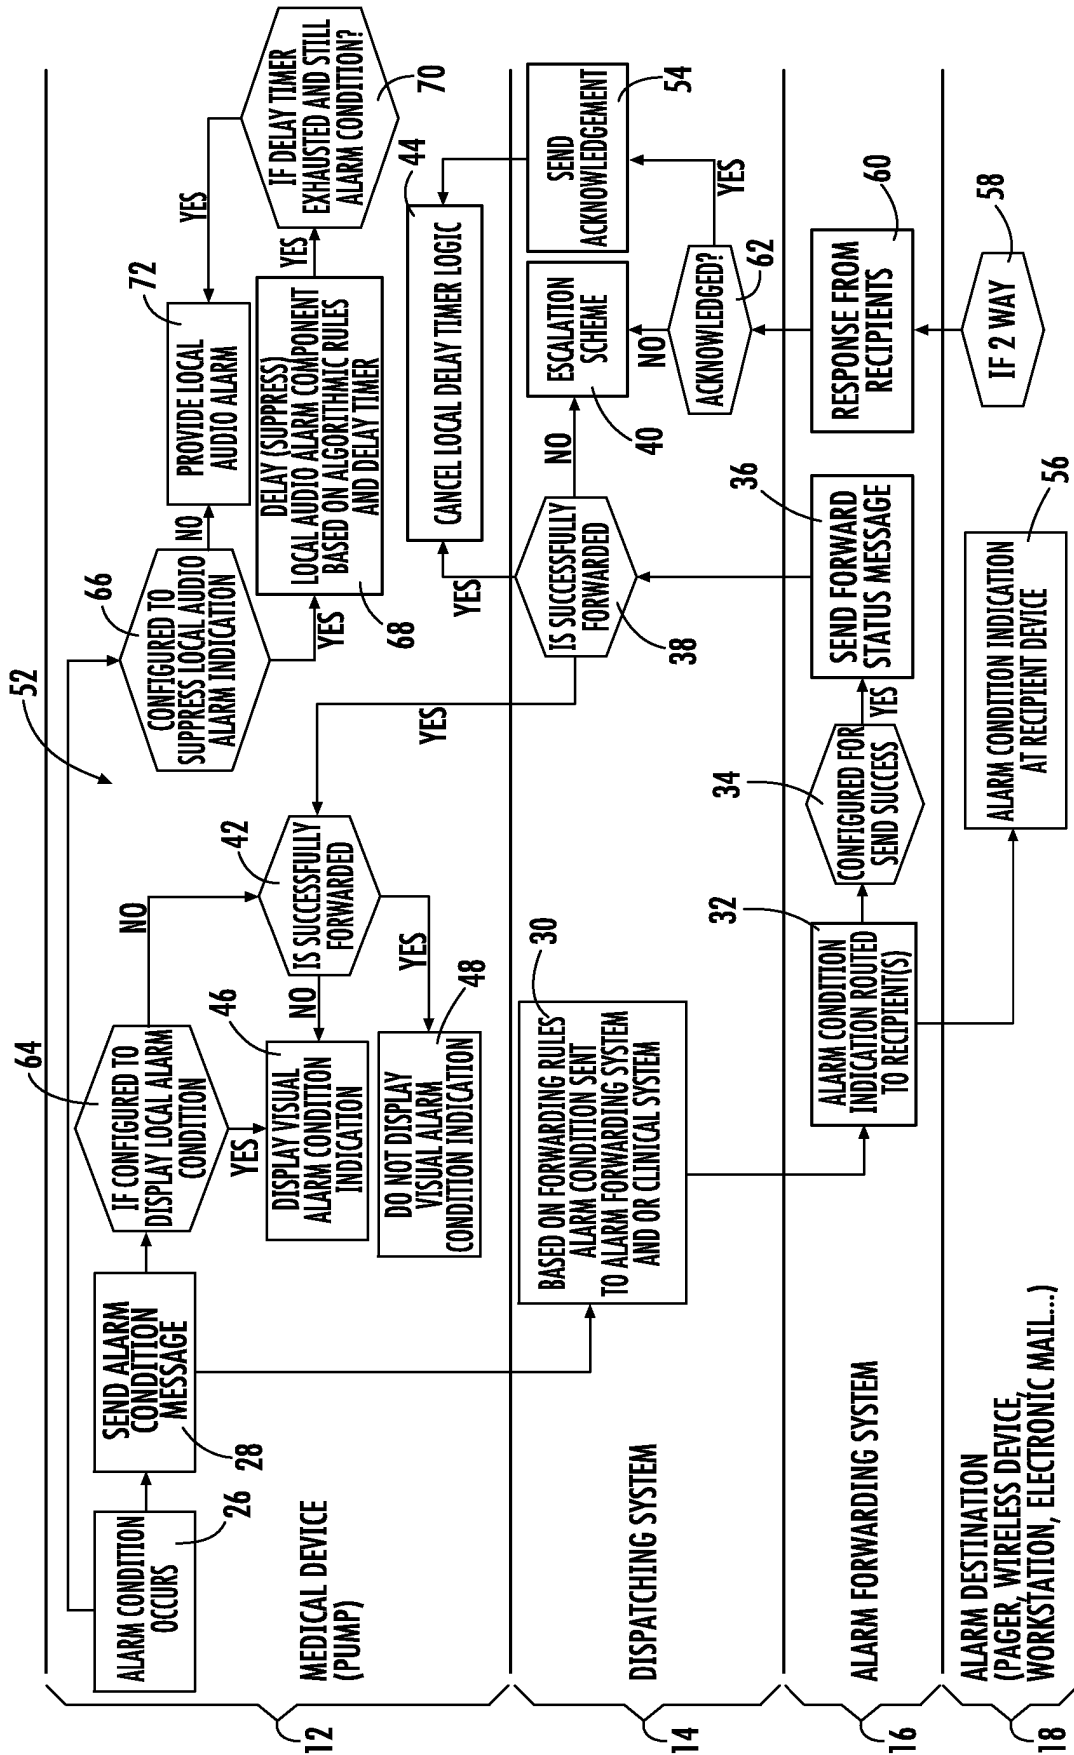 52
ALARM CONDITION
OCCURS
26
SEND ALARM
CONDITION
MESSAGE
28
IF CONFIGURED TO
DISPLAY LOCAL ALARM
CONDITION
64
NO
YES
DISPLAY VISUAL
ALARM CONDITION
INDICATION
46
NO
IS SUCCESSFULLY
FORWARDED
42
YES
DO NOT DISPLAY
VISUAL ALARM
CONDITION INDICATION
48
YES
CONFIGURED TO
SUPPRESS LOCAL AUDIO
ALARM INDICATION
66
NO
YES
PROVIDE LOCAL
AUDIO ALARM
72
YES
DELAY (SUPPRESS)
LOCAL AUDIO ALARM COMPONENT
BASED ON ALGORITHMIC RULES
AND DELAY TIMER
68
YES
IF DELAY TIMER
EXHAUSTED AND STILL
ALARM CONDITION?
70
CANCEL LOCAL DELAY TIMER LOGIC
44
YES
MEDICAL DEVICE
(PUMP)
12
BASED ON FORWARDING RULES
ALARM CONDITION SENT
TO ALARM FORWARDING SYSTEM
AND OR CLINICAL SYSTEM
30
IS SUCCESSFULLY
FORWARDED
38
NO
ESCALATION
SCHEME
40
NO
ACKNOWLEDGED?
62
YES
SEND
ACKNOWLEDGEMENT
54
DISPATCHING SYSTEM
14
ALARM CONDITION
INDICATION ROUTED
TO RECIPIENT(S)
32
CONFIGURED FOR
SEND SUCCESS
34
YES
SEND FORWARD
STATUS MESSAGE
36
RESPONSE FROM
RECIPIENTS
60
ALARM FORWARDING SYSTEM
16
ALARM CONDITION INDICATION
AT RECIPIENT DEVICE
56
IF 2 WAY
58
ALARM DESTINATION
(PAGER, WIRELESS DEVICE,
WORKSTATION, ELECTRONIC MAIL...)
18